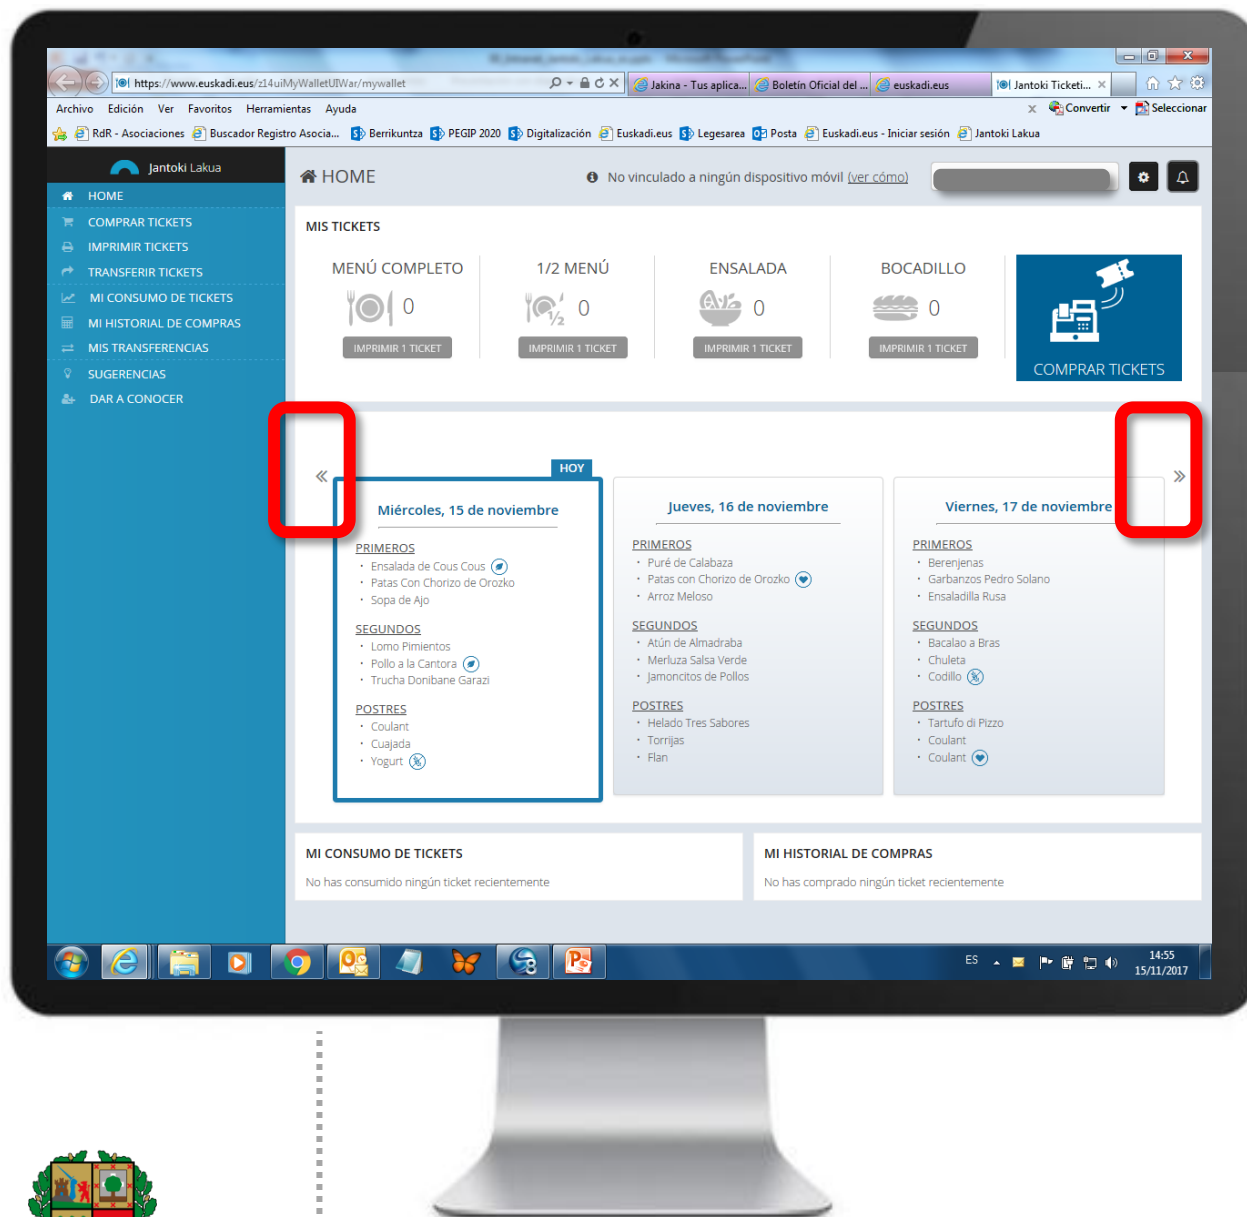 https://www.euskadi.eus/z14uiMyWalletUIWar/mywallet
Jakina - Tus aplica...
Boletín Oficial del ...
euskadi.eus
Jantoki Ticketi...
Archivo Edición Ver Favoritos Herramientas Ayuda
Convertir
Seleccionar
RdR - Asociaciones
Buscador Registro Asocia...
Berrikuntza
PEGIP 2020
Digitalización
Euskadi.eus
Legesarea
Posta
Euskadi.eus - Iniciar sesión
Jantoki Lakua
Jantoki Lakua
HOME
COMPRAR TICKETS
IMPRIMIR TICKETS
TRANSFERIR TICKETS
MI CONSUMO DE TICKETS
MI HISTORIAL DE COMPRAS
MIS TRANSFERENCIAS
SUGERENCIAS
DAR A CONOCER
HOME
No vinculado a ningún dispositivo móvil (ver cómo)
MIS TICKETS
MENÚ COMPLETO
0
IMPRIMIR 1 TICKET
1/2 MENÚ
1/2
0
IMPRIMIR 1 TICKET
ENSALADA
0
IMPRIMIR 1 TICKET
BOCADILLO
0
IMPRIMIR 1 TICKET
COMPRAR TICKETS
«
»
HOY
Miércoles, 15 de noviembre
PRIMEROS
· Ensalada de Cous Cous
· Patas Con Chorizo de Orozko
· Sopa de Ajo
SEGUNDOS
· Lomo Pimientos
· Pollo a la Cantora
· Trucha Donibane Garazi
POSTRES
· Coulant
· Cuajada
· Yogurt
Jueves, 16 de noviembre
PRIMEROS
· Puré de Calabaza
· Patas con Chorizo de Orozko
· Arroz Meloso
SEGUNDOS
· Atún de Almadraba
· Merluza Salsa Verde
· Jamoncitos de Pollos
POSTRES
· Helado Tres Sabores
· Torrijas
· Flan
Viernes, 17 de noviembre
PRIMEROS
· Berenjenas
· Garbanzos Pedro Solano
· Ensaladilla Rusa
SEGUNDOS
· Bacalao a Bras
· Chuleta
· Codillo
POSTRES
· Tartufo di Pizzo
· Coulant
· Coulant
MI CONSUMO DE TICKETS
No has consumido ningún ticket recientemente
MI HISTORIAL DE COMPRAS
No has comprado ningún ticket recientemente
ES
14:55
15/11/2017